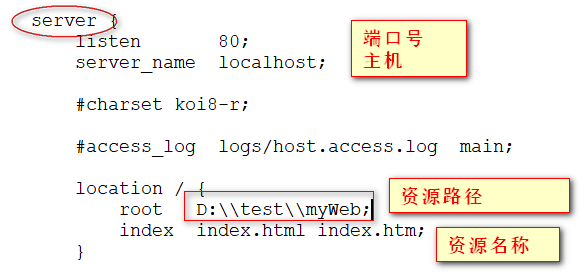 server {
listen 80;
server_name localhost;
端口号
主机
#charset koi8-r;
#access_log logs/host.access.log main;
location / {
root D:\\test\\myWeb;
资源路径
index index.html index.htm;
资源名称
}